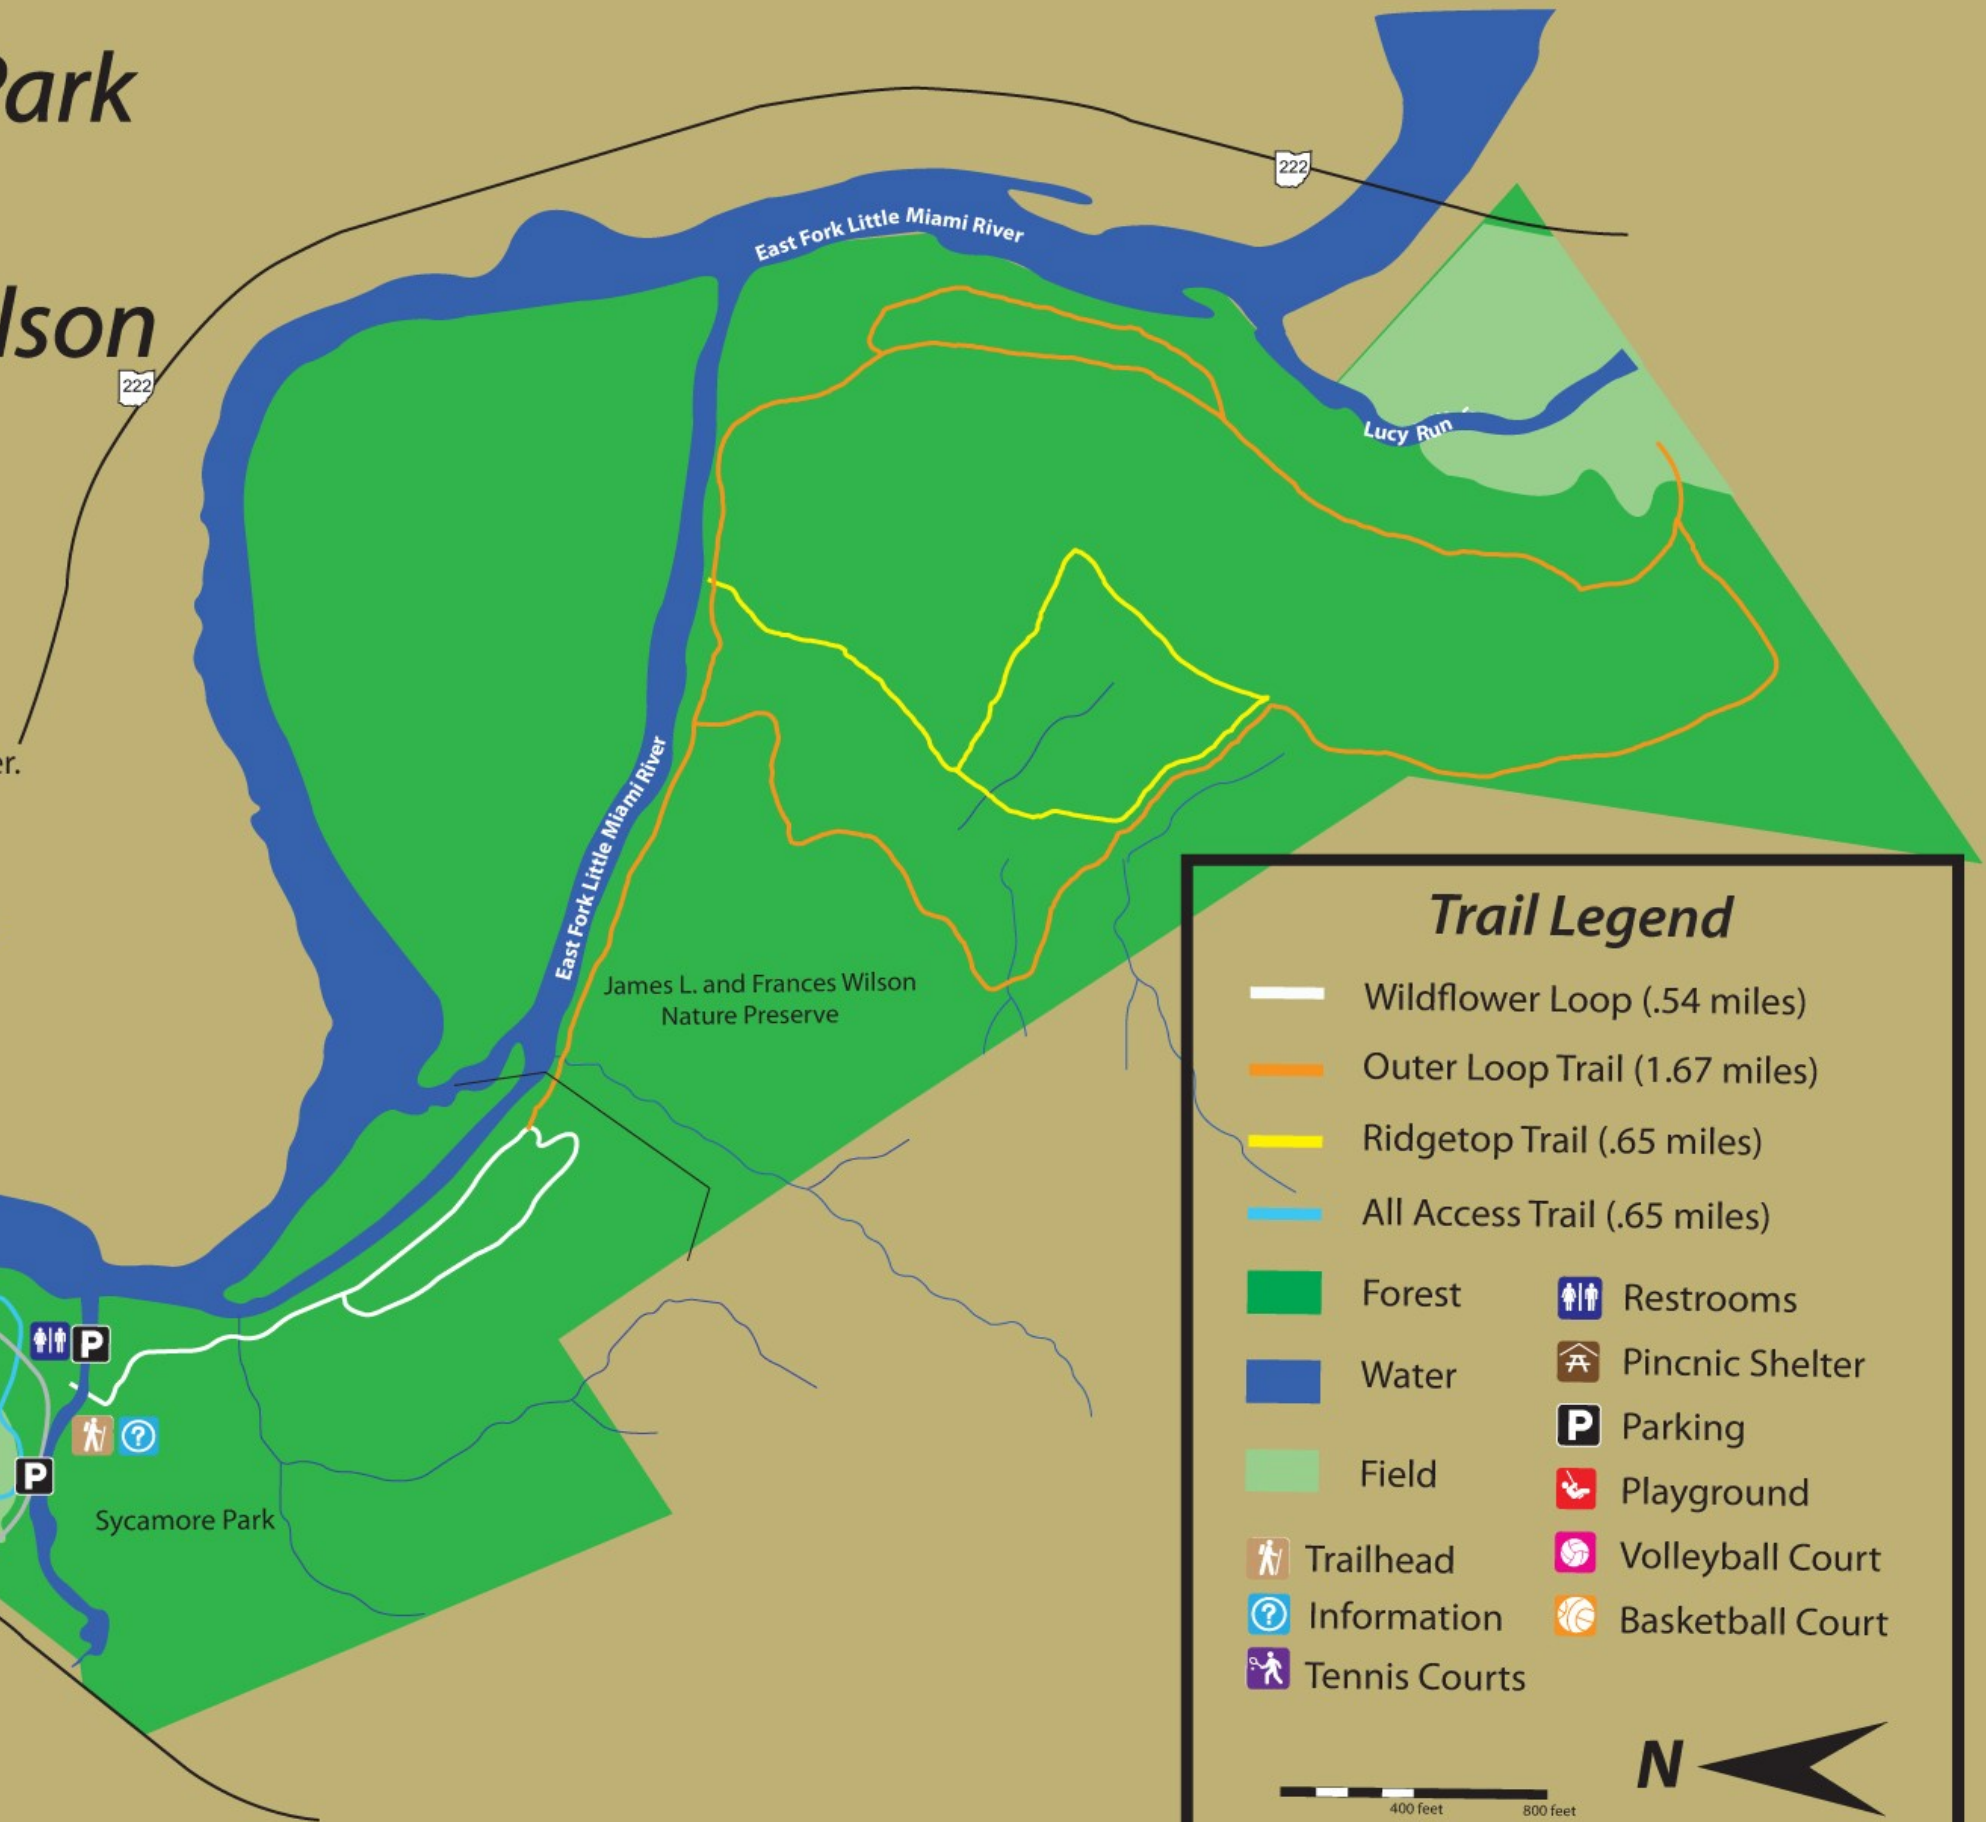 Park
lson
er.
222
222
East Fork Little Miami River
Lucy Run
East Fork Little Miami River
James L. and Frances Wilson
Nature Preserve
P
?
P
Sycamore Park
Trail Legend
Wildflower Loop (.54 miles)
Outer Loop Trail (1.67 miles)
Ridgetop Trail (.65 miles)
All Access Trail (.65 miles)
Forest
Water
Field
Trailhead
? Information
Tennis Courts
Restrooms
Pincnic Shelter
P Parking
Playground
Volleyball Court
Basketball Court
N
400 feet
800 feet